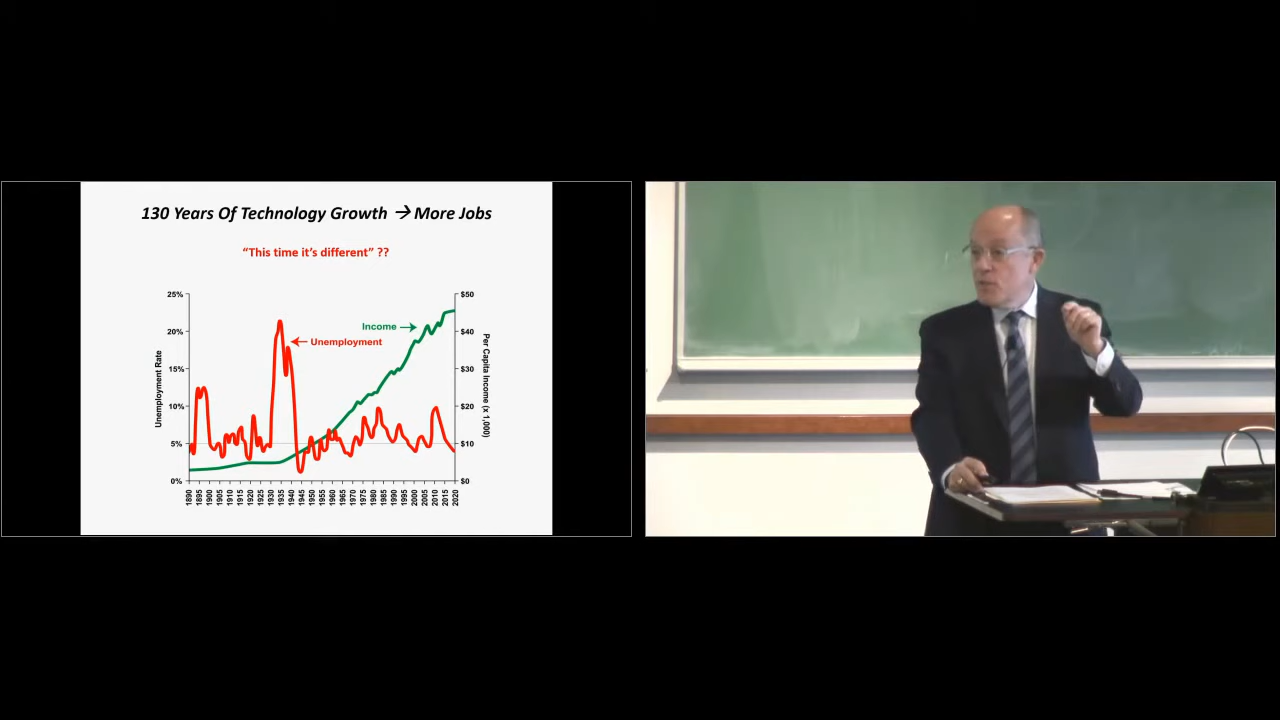 130 Years Of Technology Growth → More Jobs
“This time it’s different” ??
25%
20%
15%
10%
5%
0%
Unemployment Rate
Income
Unemployment
$50
$40
$30
$20
$10
$0
Per Capita Income (x 1,000)
1890 1895 1900 1905 1910 1915 1920 1925 1930 1935 1940 1945 1950 1955 1960 1965 1970 1975 1980 1985 1990 1995 2000 2005 2010 2015 2020